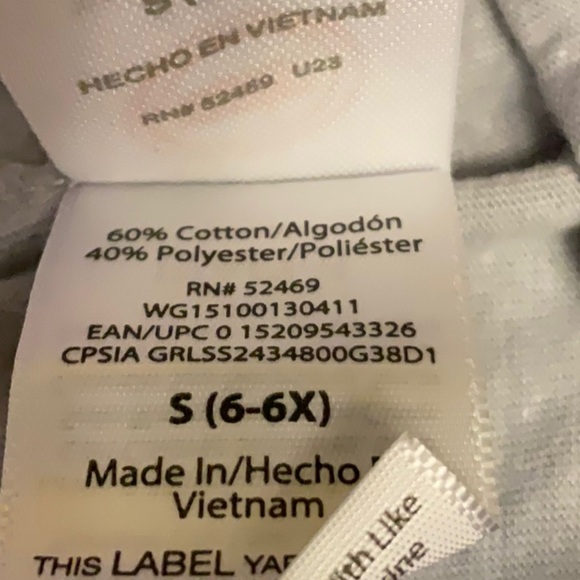 HECHO EN VIETNAM
RN# 52469 U23
60% Cotton/Algodón
40% Polyester/Poliéster
RN# 52469
WG15100130411
EAN/UPC 0 15209543326
CPSIA GRLSS2434800G38D1
S (6-6X)
Made In/Hecho
Vietnam
THIS LABEL
Like